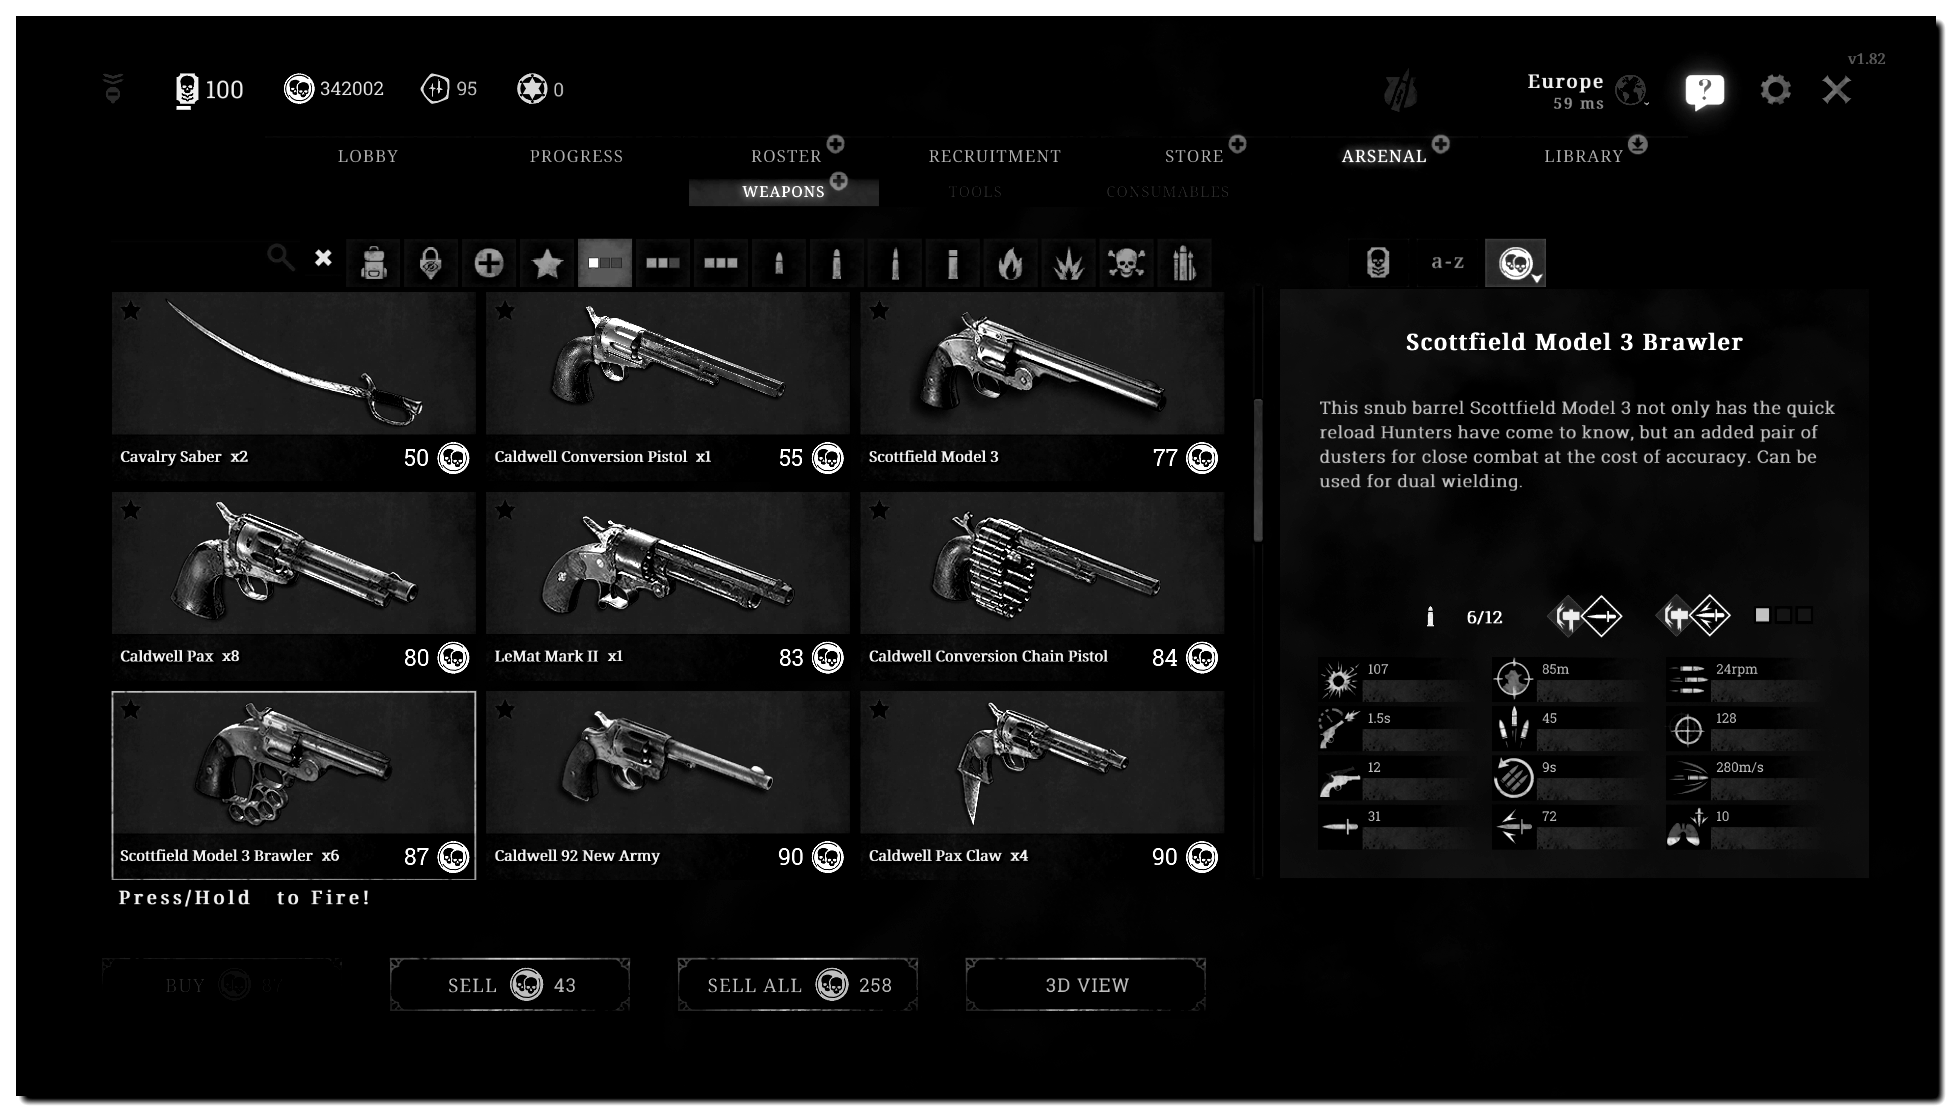 v1.82
100
342002
95
0
Europe
59 ms
?
LOBBY
PROGRESS
ROSTER
RECRUITMENT
STORE
ARSENAL
LIBRARY
WEAPONS
TOOLS
CONSUMABLES
a-z
Cavalry Saber x2
50
Caldwell Conversion Pistol x1
55
Scottfield Model 3
77
Caldwell Pax x8
80
LeMat Mark II x1
83
Caldwell Conversion Chain Pistol
84
Scottfield Model 3 Brawler x6
87
Caldwell 92 New Army
90
Caldwell Pax Claw x4
90
Press/Hold to Fire!
BUY 87
SELL 43
SELL ALL 258
3D VIEW
Scottfield Model 3 Brawler
This snub barrel Scottfield Model 3 not only has the quick
reload Hunters have come to know, but an added pair of
dusters for close combat at the cost of accuracy. Can be
used for dual wielding.
6/12
107
85m
24rpm
1.5s
45
128
12
9s
280m/s
31
72
10